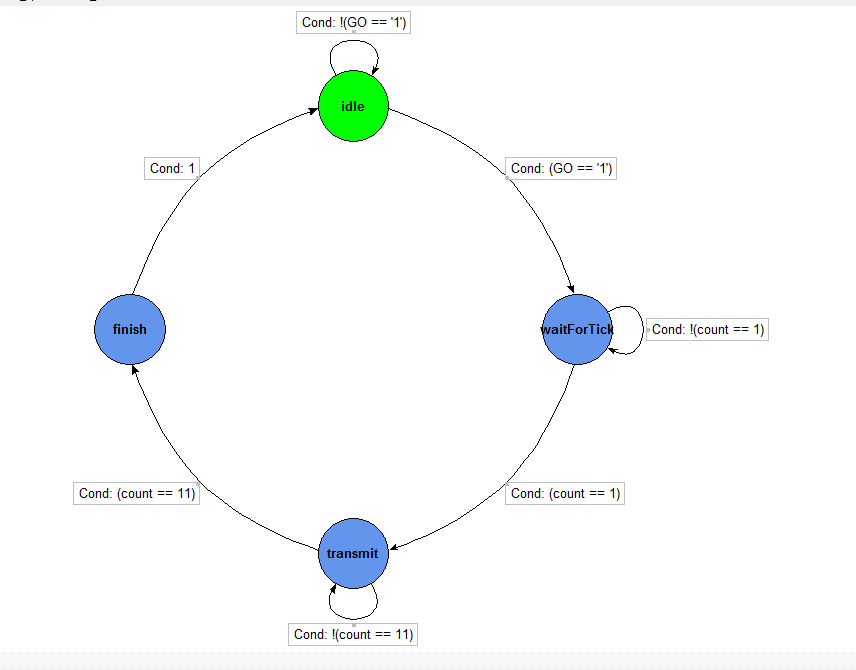 Cond: !(GO == '1')
idle
Cond: 1
Cond: (GO == '1')
finish
waitForTick
Cond: !(count == 1)
Cond: (count == 11)
Cond: (count == 1)
transmit
Cond: !(count == 11)